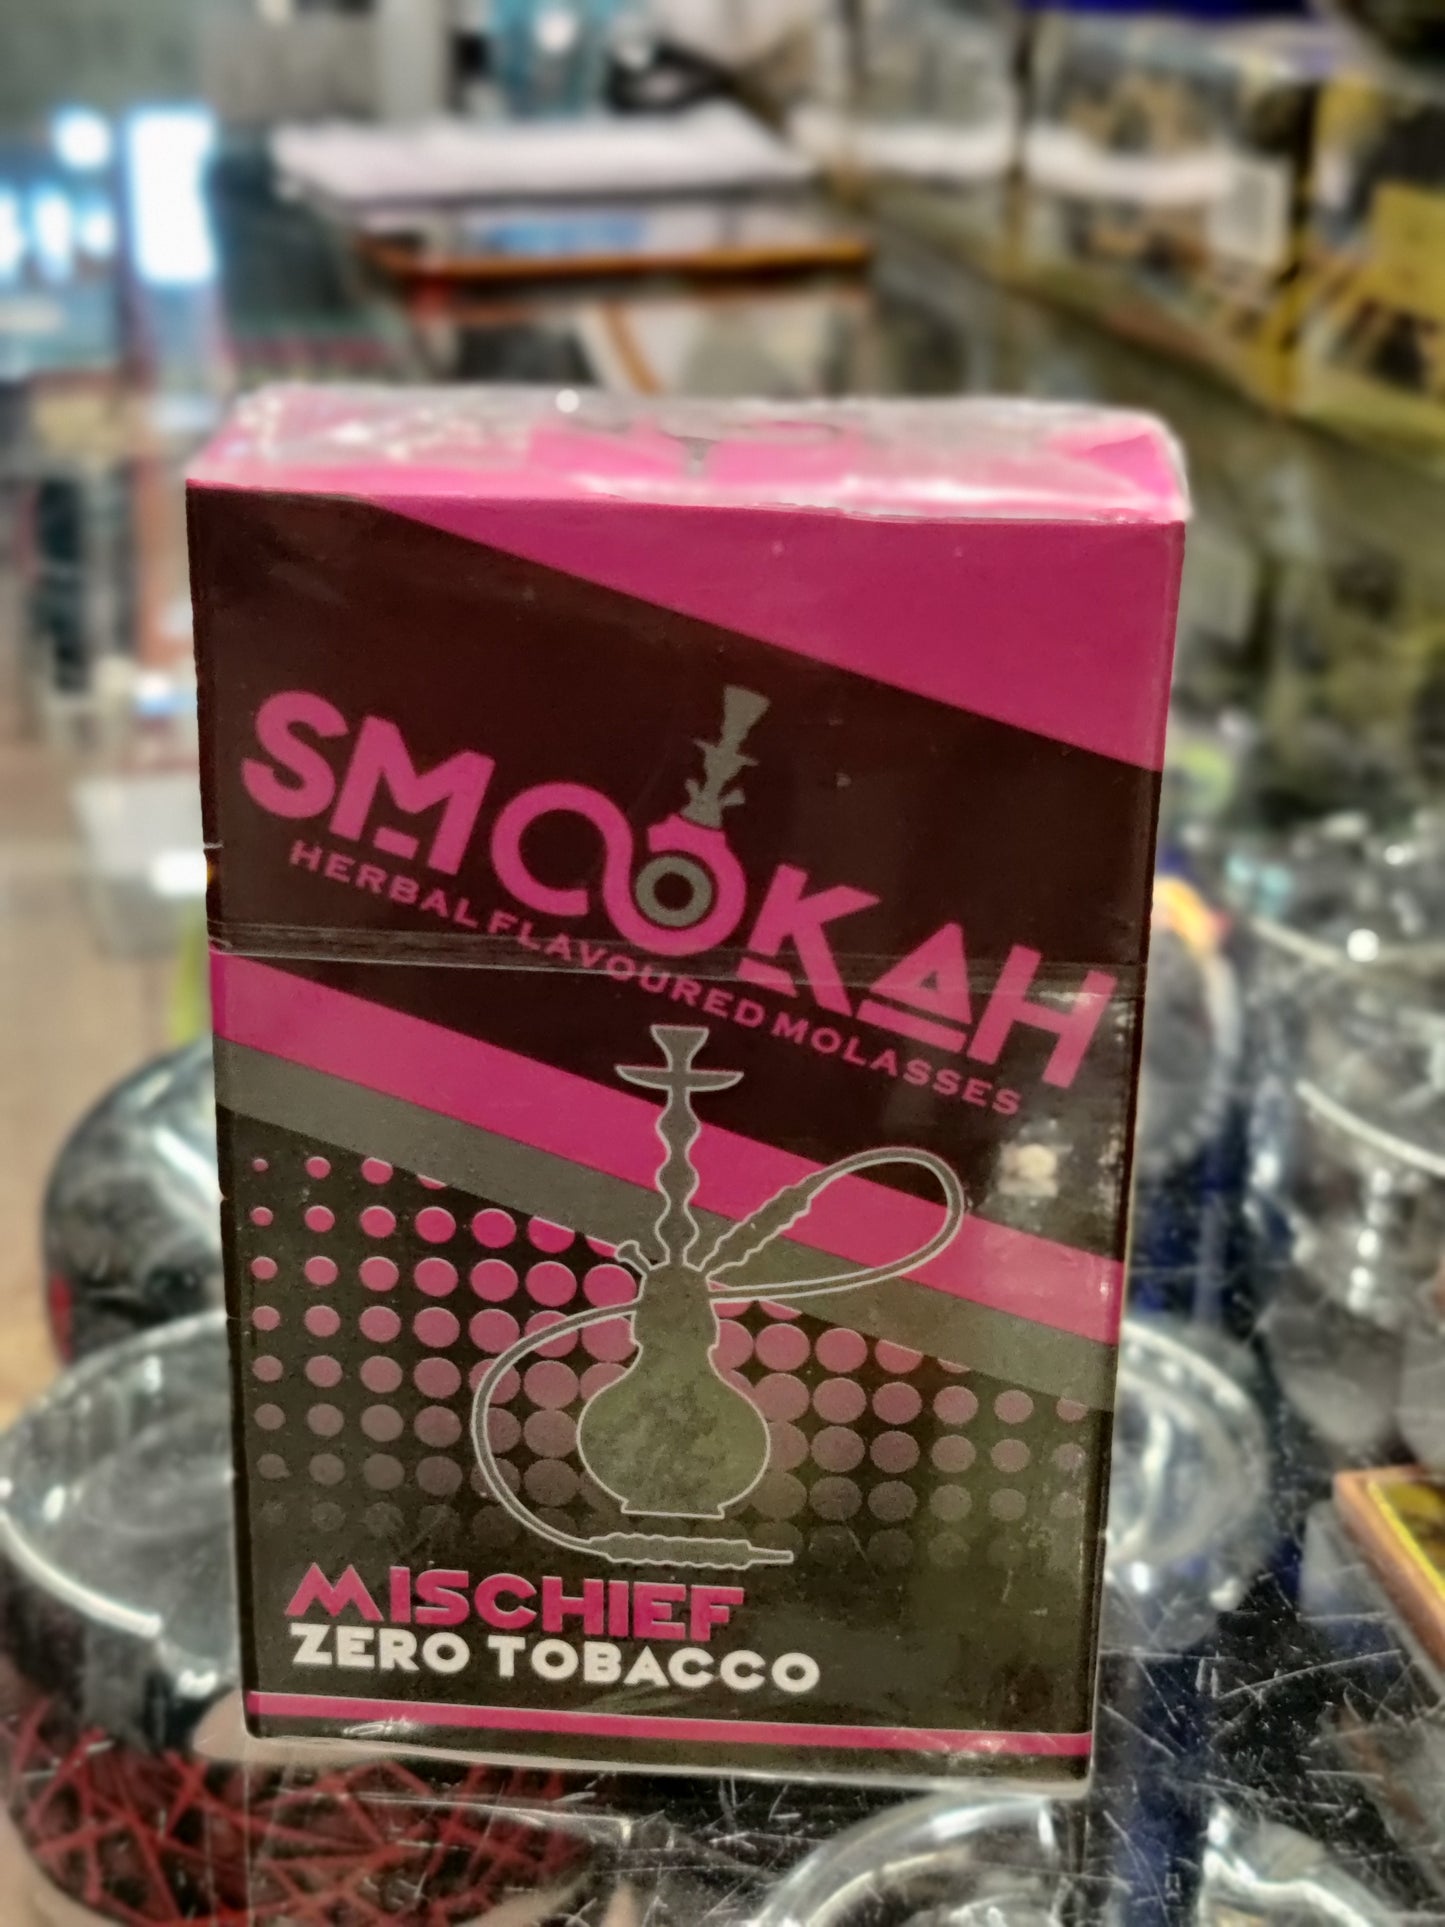 SMOOKAH
HERBAL FLAVOURED MOLASSES
MISCHIEF
ZERO TOBACCO